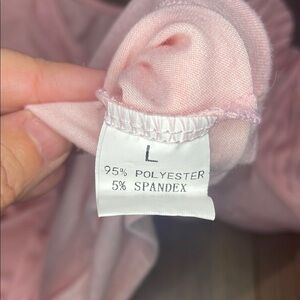 L
95% POLYESTER
5% SPANDEX